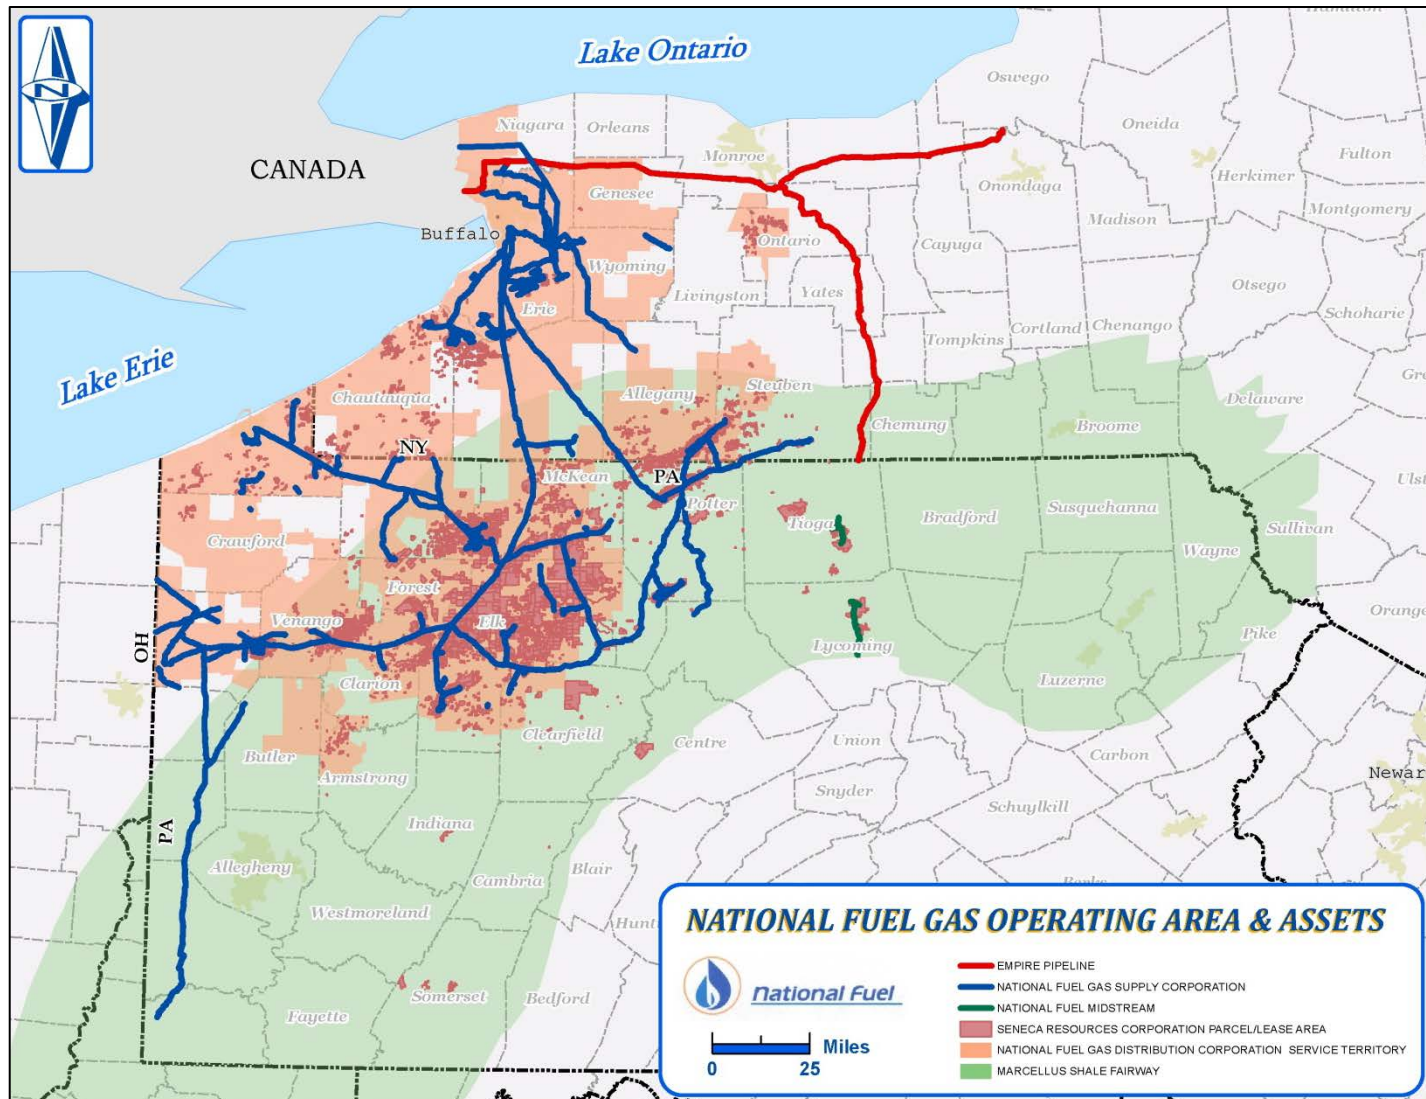 N
Lake Ontario
Oswego
Niagara
Orleans
Oneida
Monroe
CANADA
Fulton
Genesee
Onondaga
Herkimer
Madison
Montgomery
Buffalo
Ontario
Cayuga
Wyoming
Livingston
Yates
Otsego
Erie
Schoharie
Cortland
Chenango
Tompkins
Lake Erie
Chautauqua
Allegany
Steuben
Delaware
Chemung
Broome
NY
McKean
PA
Potter
Tioga
Bradford
Susquehanna
Sullivan
Crawford
Wayne
Forest
Venango
Elk
OH
Lycoming
Pike
Orange
Clarion
Luzerne
Clearfield
Centre
Union
Carbon
Butler
Armstrong
Snyder
Newar
Schuylkill
Indiana
PA
Allegheny
Blair
Cambria
Westmoreland
Somerset
Bedford
Fayette
NATIONAL FUEL GAS OPERATING AREA & ASSETS
National Fuel
Miles
0 25
EMPIRE PIPELINE
NATIONAL FUEL GAS SUPPLY CORPORATION
NATIONAL FUEL MIDSTREAM
SENECA RESOURCES CORPORATION PARCEL/LEASE AREA
NATIONAL FUEL GAS DISTRIBUTION CORPORATION SERVICE TERRITORY
MARCELLUS SHALE FAIRWAY